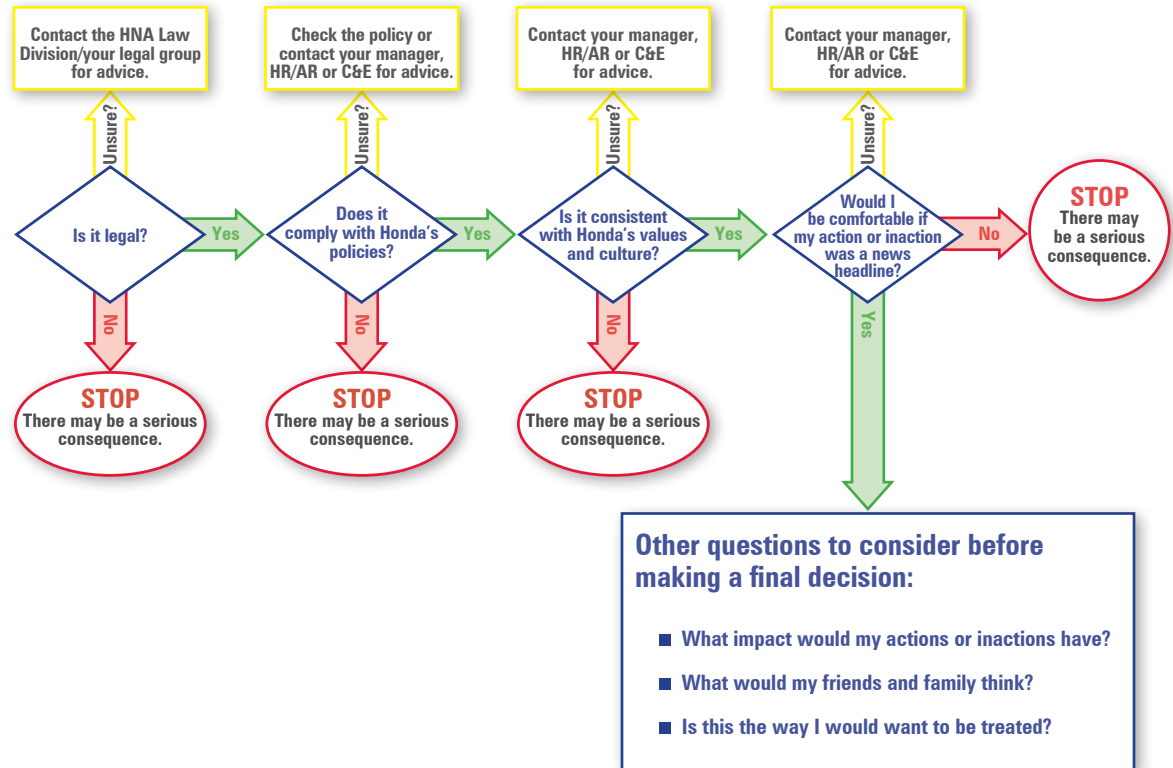 Contact the HNA Law
Division/your legal group
for advice.
Check the policy or
contact your manager,
HR/AR or C&E for advice.
Contact your manager,
HR/AR or C&E
for advice.
Contact your manager,
HR/AR or C&E
for advice.
Unsure?
Unsure?
Unsure?
Unsure?
Is it legal?
Yes
Does it
comply with Honda's
policies?
Yes
Is it consistent
with Honda's values
and culture?
Yes
Would I
be comfortable if
my action or inaction
was a news
headline?
No
STOP
There may
be a serious
consequence.
No
No
No
Yes
STOP
There may be a serious
consequence.
STOP
There may be a serious
consequence.
STOP
There may be a serious
consequence.
Other questions to consider before
making a final decision:
What impact would my actions or inactions have?
What would my friends and family think?
Is this the way I would want to be treated?